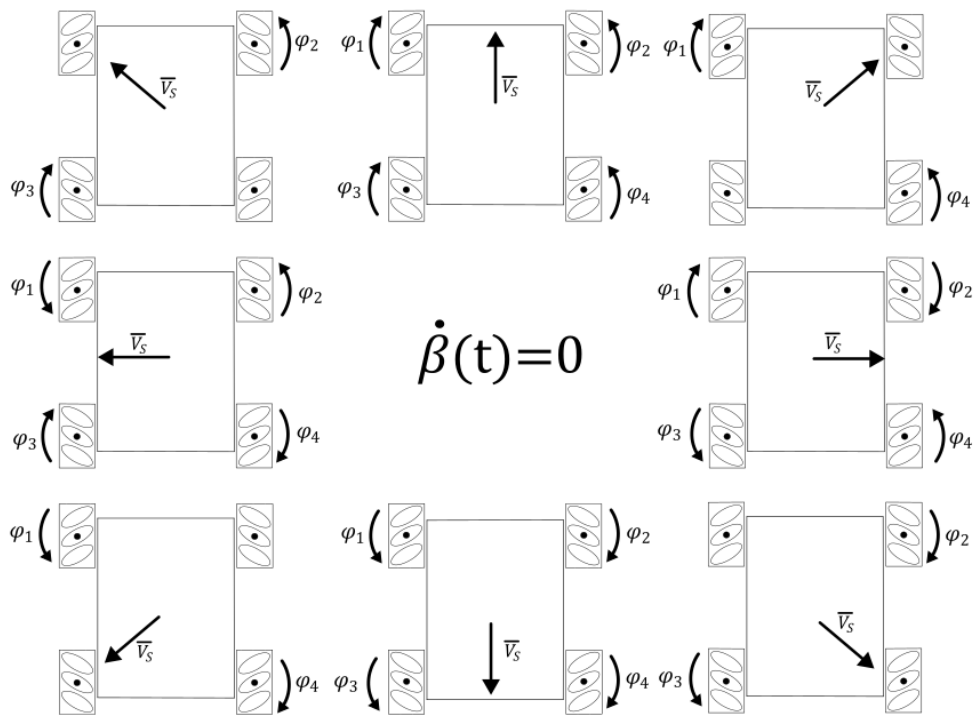 φ₂ φ₁ φ₂ φ₁
V̅ₛ V̅ₛ V̅ₛ
φ₃ φ₃ φ₄ φ₄
φ₁ φ₂ φ₁ φ₂
V̅ₛ β̇(t)=0 V̅ₛ
φ₃ φ₄ φ₃ φ₄
φ₁ φ₁ φ₂ φ₂
V̅ₛ V̅ₛ V̅ₛ
φ₄ φ₃ φ₄ φ₃